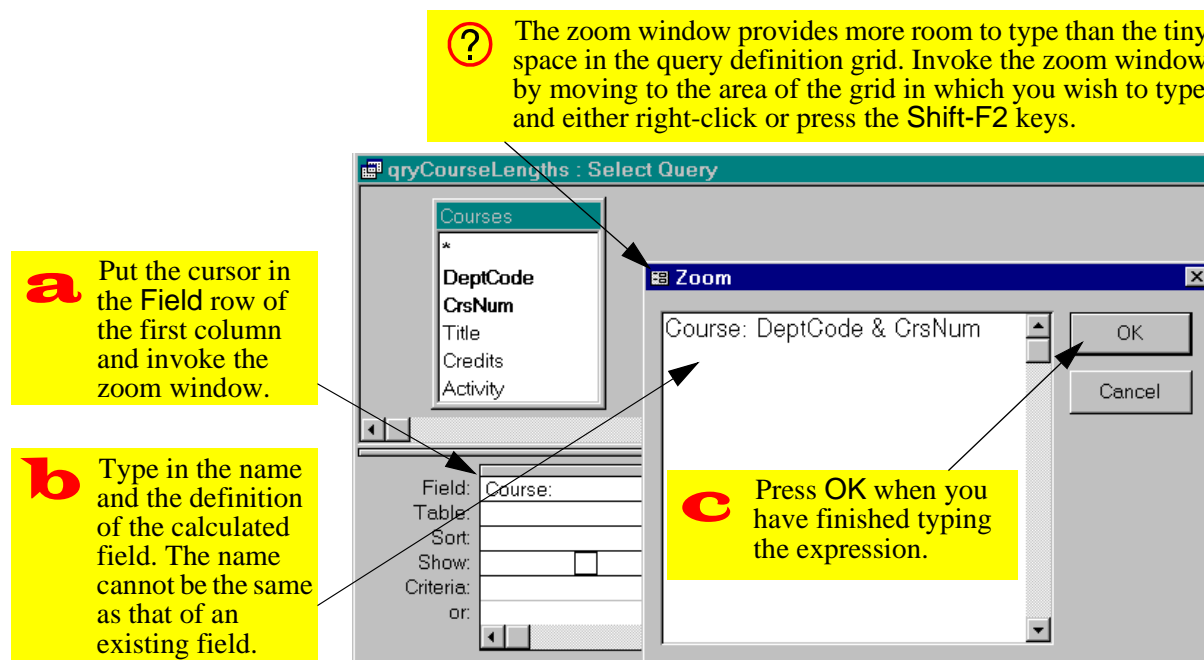 The zoom window provides more room to type than the tiny
space in the query definition grid. Invoke the zoom window
by moving to the area of the grid in which you wish to type
and either right-click or press the Shift-F2 keys.
?
qryCourseLengths : Select Query
Courses
*
DeptCode
CrsNum
Title
Credits
Activity
a
Put the cursor in
the Field row of
the first column
and invoke the
zoom window.
Zoom
Course: DeptCode & CrsNum
OK
Cancel
b
Type in the name
and the definition
of the calculated
field. The name
cannot be the same
as that of an
existing field.
Field: Course:
Table:
Sort:
Show:
Criteria:
or:
c
Press OK when you
have finished typing
the expression.